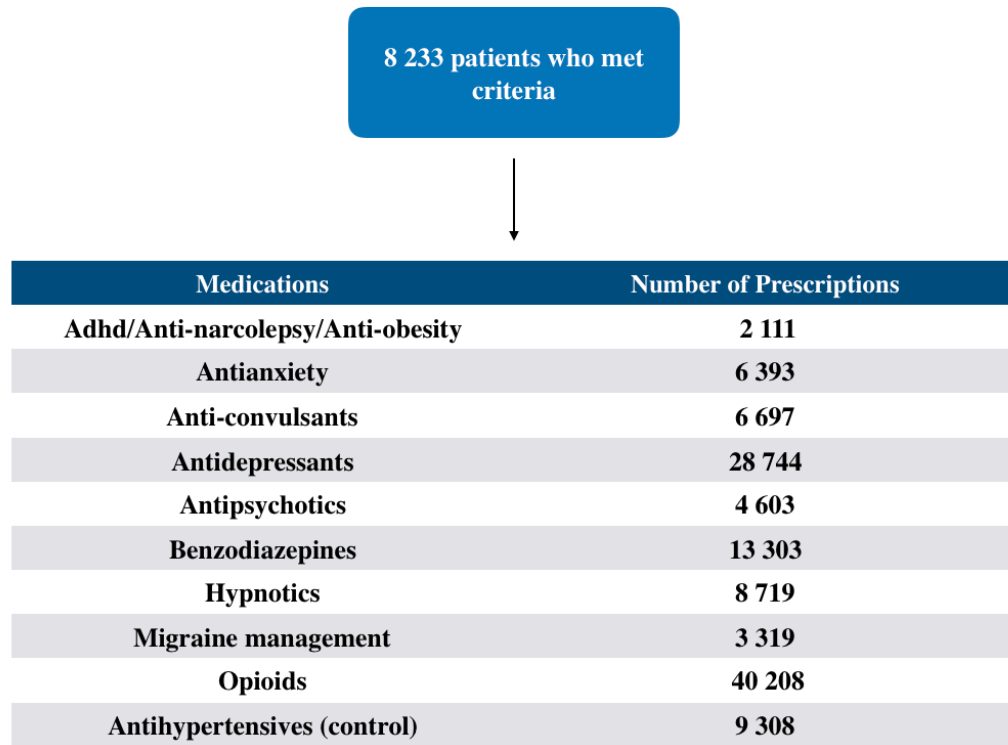 8 233 patients who met
criteria
Medications Number of Prescriptions
Adhd/Anti-narcolepsy/Anti-obesity 2 111
Antianxiety 6 393
Anti-convulsants 6 697
Antidepressants 28 744
Antipsychotics 4 603
Benzodiazepines 13 303
Hypnotics 8 719
Migraine management 3 319
Opioids 40 208
Antihypertensives (control) 9 308